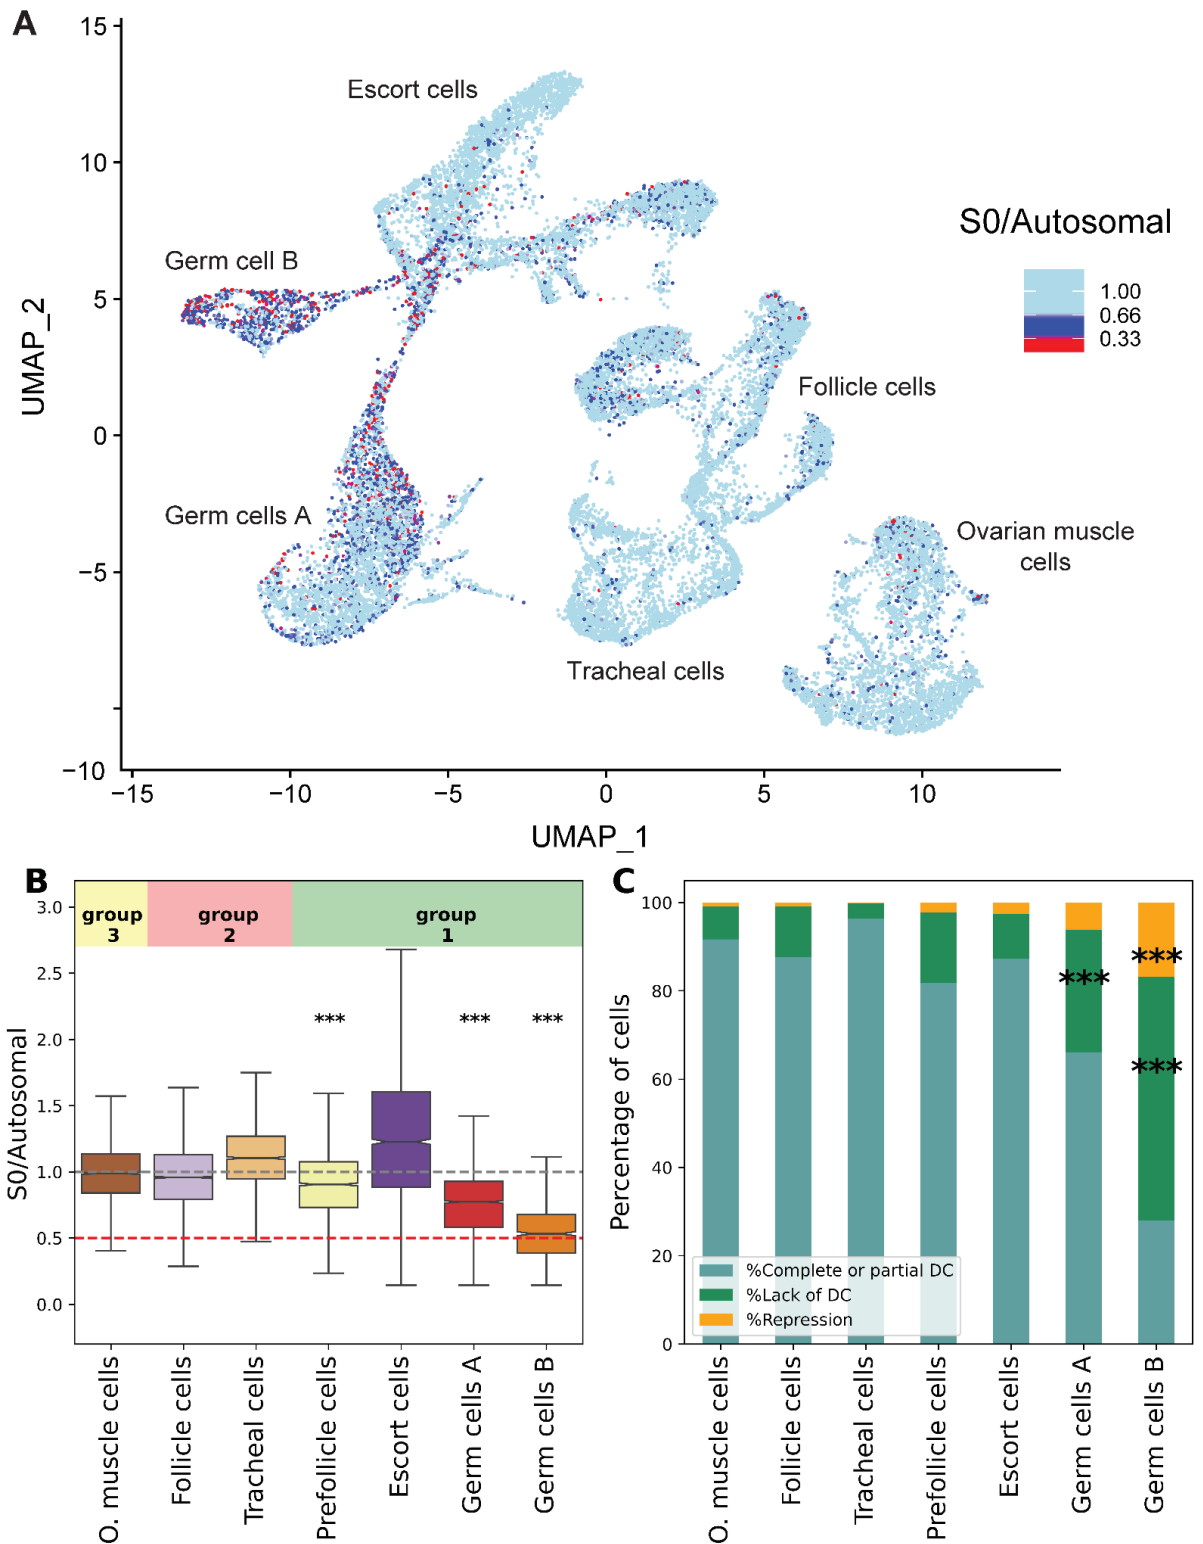 A
15
10
5
0
−5
−10
UMAP_2
Escort cells
Germ cell B
Germ cells A
Follicle cells
Ovarian muscle
cells
Tracheal cells
S0/Autosomal
1.00
0.66
0.33
−15
−10
−5
0
5
10
UMAP_1
B
group
3
group
2
group
1
3.0
2.5
2.0
1.5
1.0
0.5
0.0
S0/Autosomal
***
***
***
O. muscle cells
Follicle cells
Tracheal cells
Prefollicle cells
Escort cells
Germ cells A
Germ cells B
C
100
80
60
40
20
0
Percentage of cells
***
***
***
%Complete or partial DC
%Lack of DC
%Repression
O. muscle cells
Follicle cells
Tracheal cells
Prefollicle cells
Escort cells
Germ cells A
Germ cells B